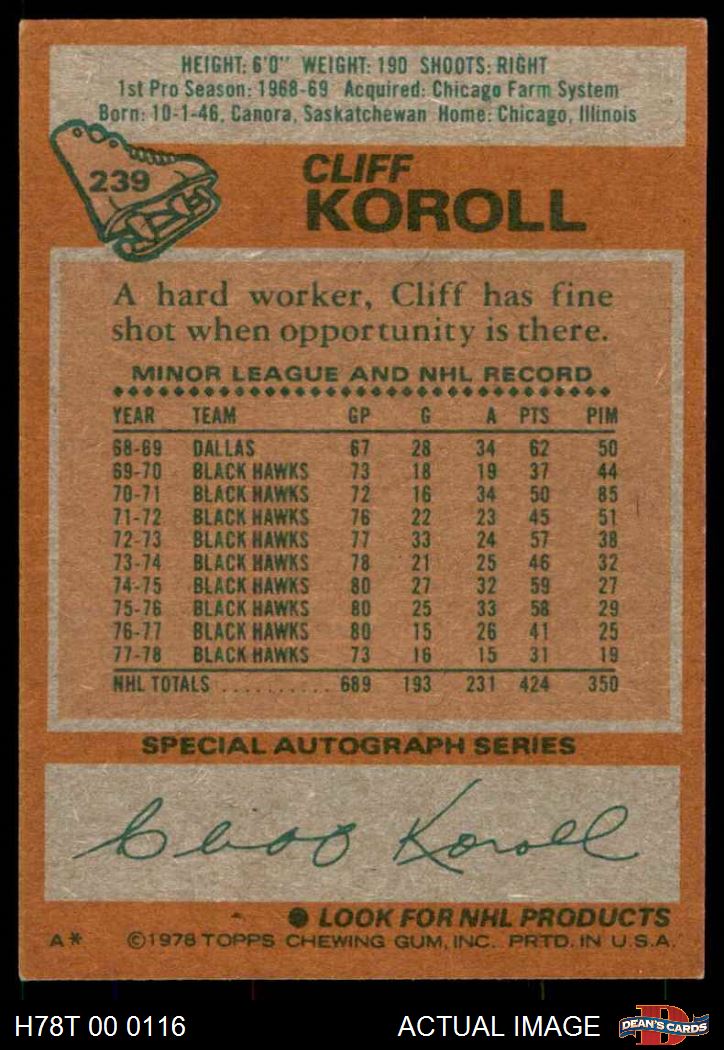 HEIGHT: 6'0" WEIGHT: 190 SHOOTS: RIGHT
1st Pro Season: 1968-69 Acquired: Chicago Farm System
Born: 10-1-46, Canora, Saskatchewan Home: Chicago, Illinois
239
CLIFF
KOROLL
A hard worker, Cliff has fine
shot when opportunity is there.
MINOR LEAGUE AND NHL RECORD
YEAR TEAM GP G A PTS PIM
68-69 DALLAS 67 28 34 62 50
69-70 BLACK HAWKS 73 18 19 37 44
70-71 BLACK HAWKS 72 16 34 50 85
71-72 BLACK HAWKS 76 22 23 45 51
72-73 BLACK HAWKS 77 33 24 57 38
73-74 BLACK HAWKS 78 21 25 46 32
74-75 BLACK HAWKS 80 27 32 59 27
75-76 BLACK HAWKS 80 25 33 58 29
76-77 BLACK HAWKS 80 15 26 41 25
77-78 BLACK HAWKS 73 16 15 31 19
NHL TOTALS .......... 689 193 231 424 350
SPECIAL AUTOGRAPH SERIES
Cliff Koroll
● LOOK FOR NHL PRODUCTS
A* ©1978 TOPPS CHEWING GUM, INC. PRTD. IN U.S.A.
H78T 00 0116 ACTUAL IMAGE D DEAN'S CARDS